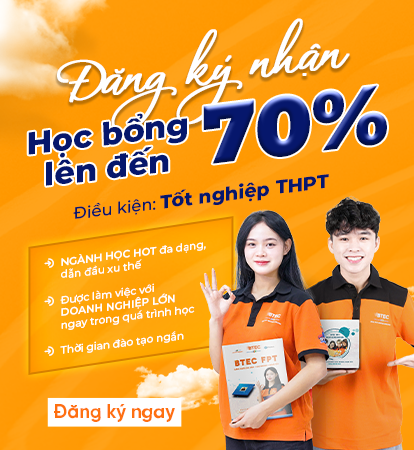 Đăng ký nhận
Học bổng
lên đến
70%
Điều kiện: Tốt nghiệp THPT
NGÀNH HỌC HOT đa dạng,
dẫn đầu xu thế
Được làm việc với
DOANH NGHIỆP LỚN
ngay trong quá trình học
Thời gian đào tạo ngắn
BTEC
BTEC
BTEC FPT
Đăng ký ngay